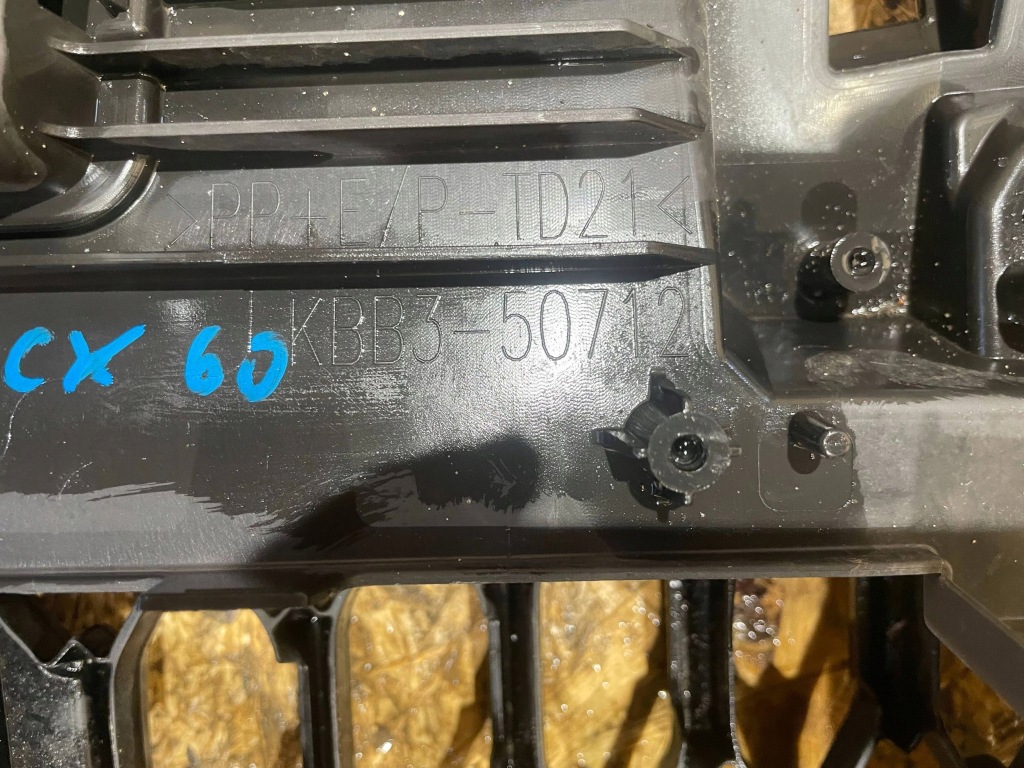 >PP+E/P-TD21<
KBB3-50712
CX 60